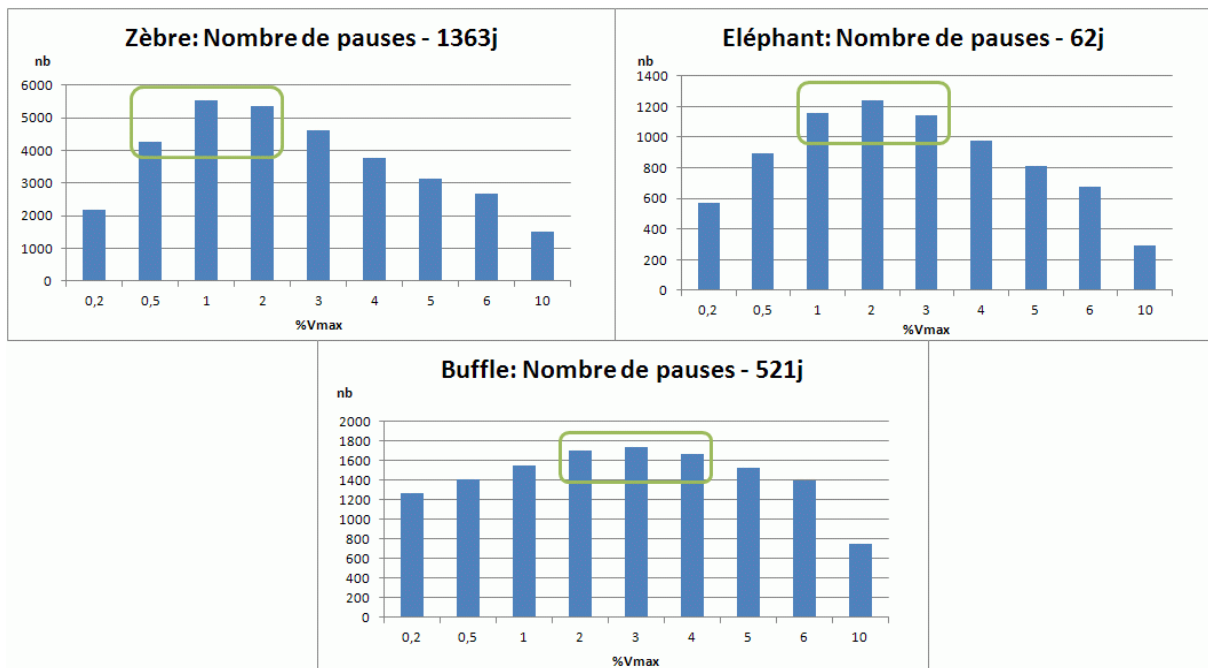 Zèbre: Nombre de pauses - 1363j
nb
6000
5000
4000
3000
2000
1000
0
0,2 0,5 1 2 3 4 5 6 10
%Vmax
Eléphant: Nombre de pauses - 62j
nb
1400
1200
1000
800
600
400
200
0
0,2 0,5 1 2 3 4 5 6 10
%Vmax
Buffle: Nombre de pauses - 521j
nb
2000
1800
1600
1400
1200
1000
800
600
400
200
0
0,2 0,5 1 2 3 4 5 6 10
%Vmax